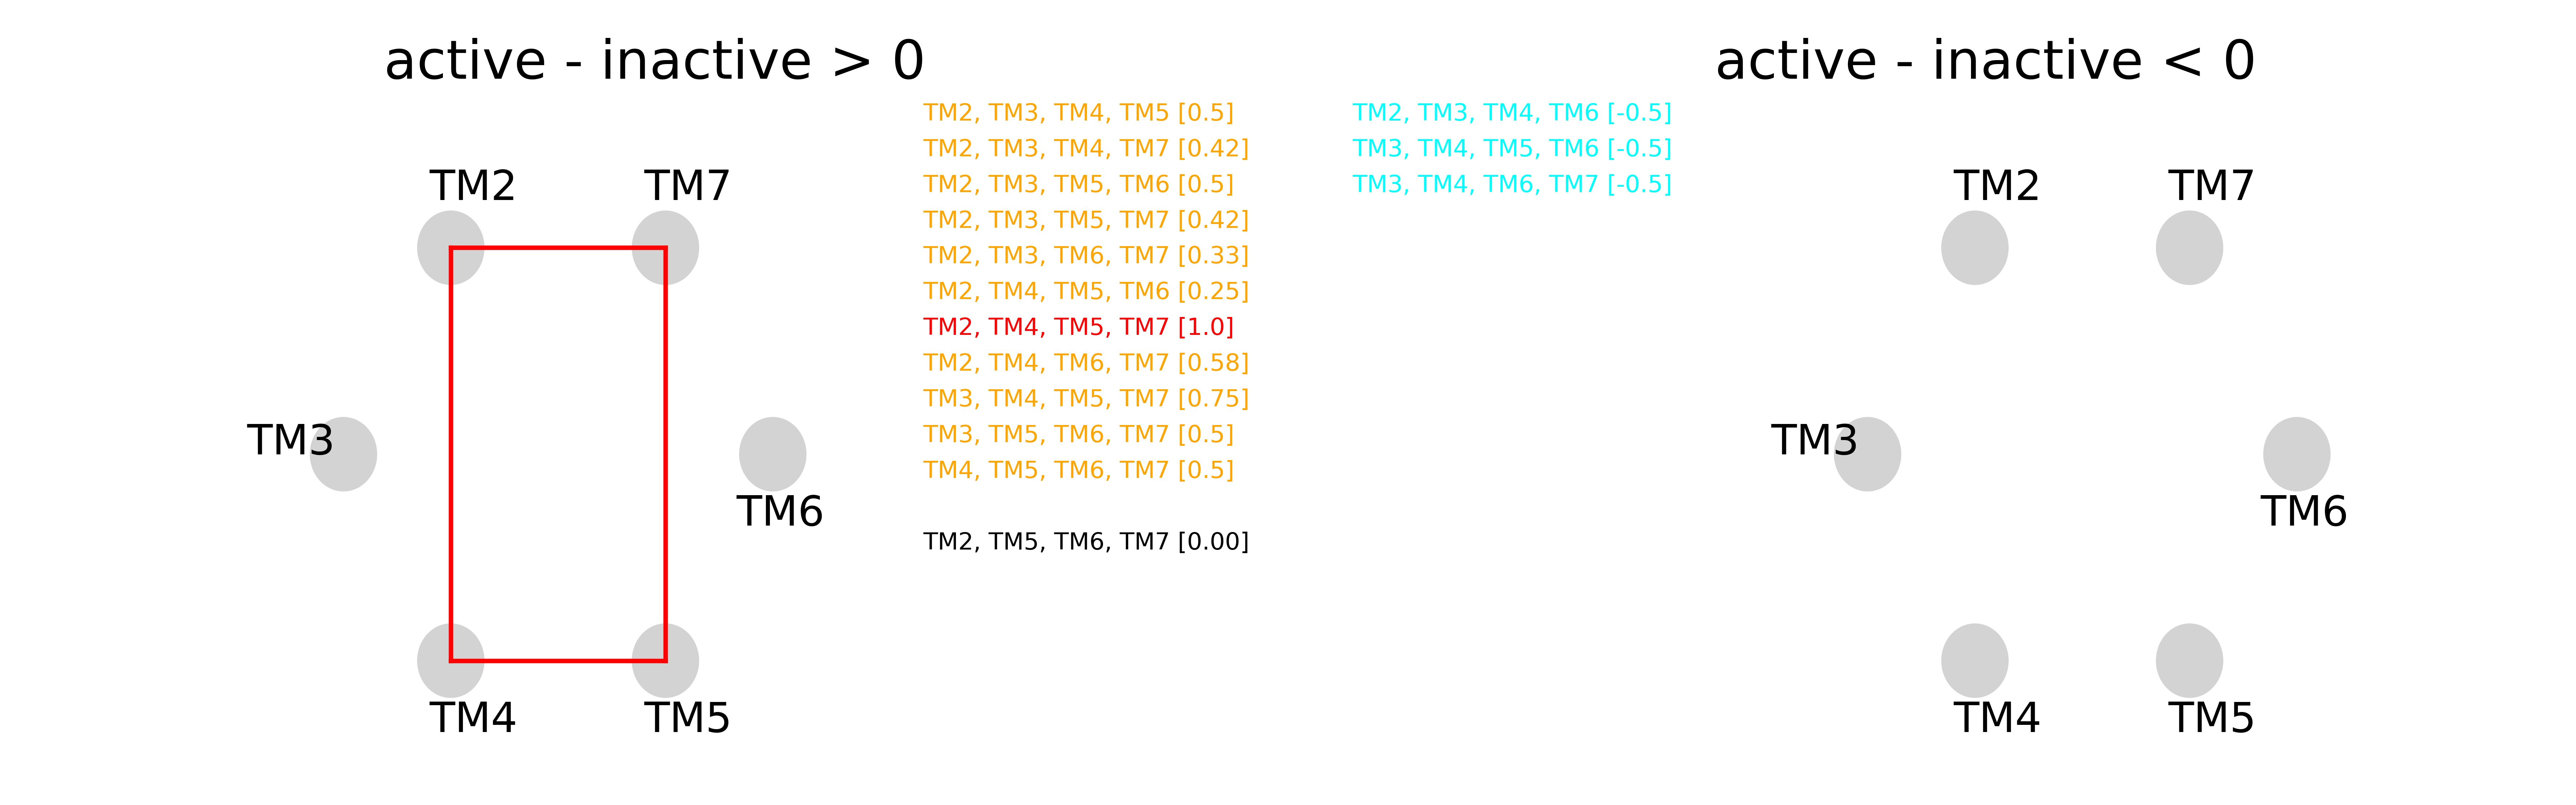 active - inactive > 0
TM2
TM7
TM3
TM6
TM4
TM5
TM2, TM3, TM4, TM5 [0.5]
TM2, TM3, TM4, TM7 [0.42]
TM2, TM3, TM5, TM6 [0.5]
TM2, TM3, TM5, TM7 [0.42]
TM2, TM3, TM6, TM7 [0.33]
TM2, TM4, TM5, TM6 [0.25]
TM2, TM4, TM5, TM7 [1.0]
TM2, TM4, TM6, TM7 [0.58]
TM3, TM4, TM5, TM7 [0.75]
TM3, TM5, TM6, TM7 [0.5]
TM4, TM5, TM6, TM7 [0.5]
TM2, TM5, TM6, TM7 [0.00]
TM2, TM3, TM4, TM6 [-0.5]
TM3, TM4, TM5, TM6 [-0.5]
TM3, TM4, TM6, TM7 [-0.5]
active - inactive < 0
TM2
TM7
TM3
TM6
TM4
TM5